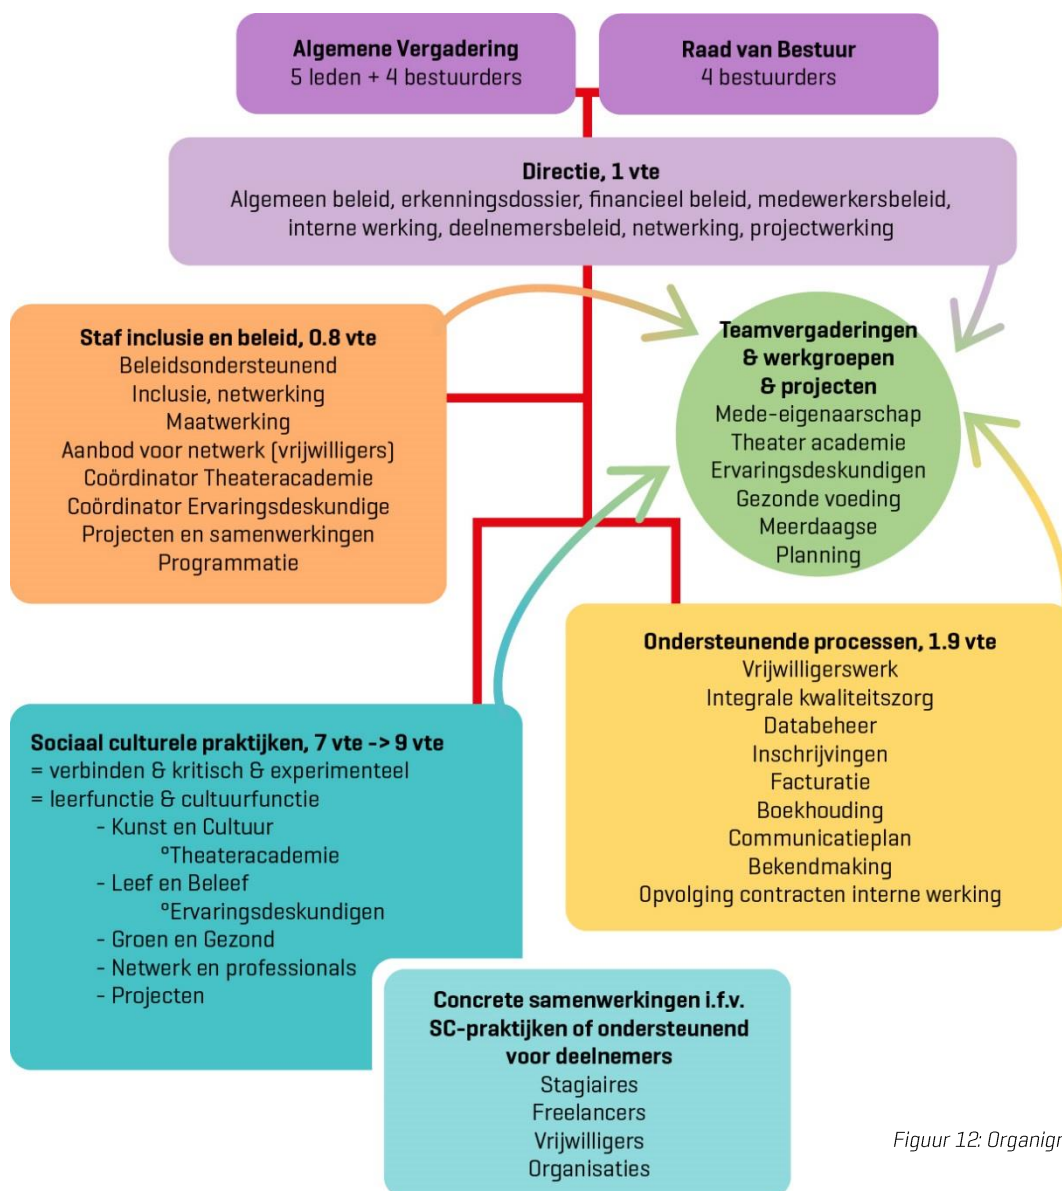 Algemene Vergadering
5 leden + 4 bestuurders
Raad van Bestuur
4 bestuurders
Directie, 1 vte
Algemeen beleid, erkenningsdossier, financieel beleid, medewerkersbeleid,
interne werking, deelnemersbeleid, netwerking, projectwerking
Staf inclusie en beleid, 0.8 vte
Beleidsondersteunend
Inclusie, netwerking
Maatwerking
Aanbod voor netwerk (vrijwilligers)
Coördinator Theateracademie
Coördinator Ervaringsdeskundige
Projecten en samenwerkingen
Programmatie
Teamvergaderingen
& werkgroepen
& projecten
Mede-eigenaarschap
Theater academie
Ervaringsdeskundigen
Gezonde voeding
Meerdaagse
Planning
Ondersteunende processen, 1.9 vte
Vrijwilligerswerk
Integrale kwaliteitszorg
Databeheer
Inschrijvingen
Facturatie
Boekhouding
Communicatieplan
Bekendmaking
Opvolging contracten interne werking
Sociaal culturele praktijken, 7 vte -> 9 vte
= verbinden & kritisch & experimenteel
= leerfunctie & cultuurfunctie
- Kunst en Cultuur
°Theateracademie
- Leef en Beleef
°Ervaringsdeskundigen
- Groen en Gezond
- Netwerk en professionals
- Projecten
Concrete samenwerkingen i.f.v.
SC-praktijken of ondersteunend
voor deelnemers
Stagiaires
Freelancers
Vrijwilligers
Organisaties
Figuur 12: